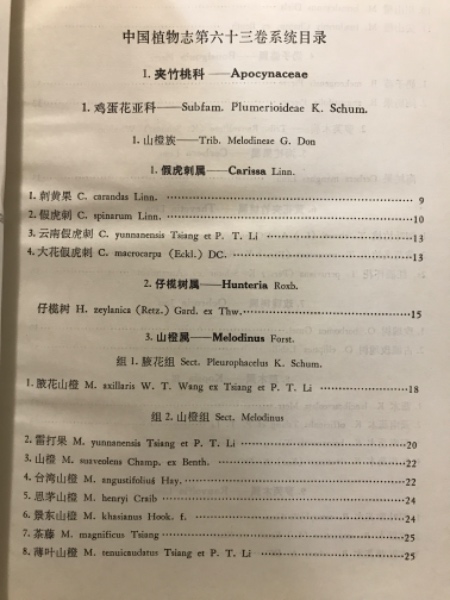 中国植物志第六十三卷系统目录
1. 夹竹桃科——Apocynaceae
1. 鸡蛋花亚科——Subfam. Plumerioideae K. Schum.
1. 山橙族——Trib. Melodineae G. Don
1. 假虎刺属——Carissa Linn.
1. 刺黄果 C. carandas Linn. 9
2. 假虎刺 C. spinarum Linn. 10
3. 云南假虎刺 C. yunnanensis Tsiang et P. T. Li 13
4. 大花假虎刺 C. macrocarpa (Eckl.) DC. 13
2. 仔榄树属——Hunteria Roxb.
仔榄树 H. zeylanica (Retz.) Gard. ex Thw. 15
3. 山橙属——Melodinus Forst.
组 1. 腋花组 Sect. Pleurophacelus K. Schum.
1. 腋花山橙 M. axillaris W. T. Wang ex Tsiang et P. T. Li 18
组 2. 山橙组 Sect. Melodinus
2. 雷打果 M. yunnanensis Tsiang et P. T. Li 20
3. 山橙 M. suaveolens Champ. ex Benth. 22
4. 台湾山橙 M. angustifolius Hay. 22
5. 思茅山橙 M. henryi Craib 24
6. 景东山橙 M. khasianus Hook. f. 24
7. 茶藤 M. magnificus Tsiang 25
8. 薄叶山橙 M. tenuicaudatus Tsiang et P. T. Li 25